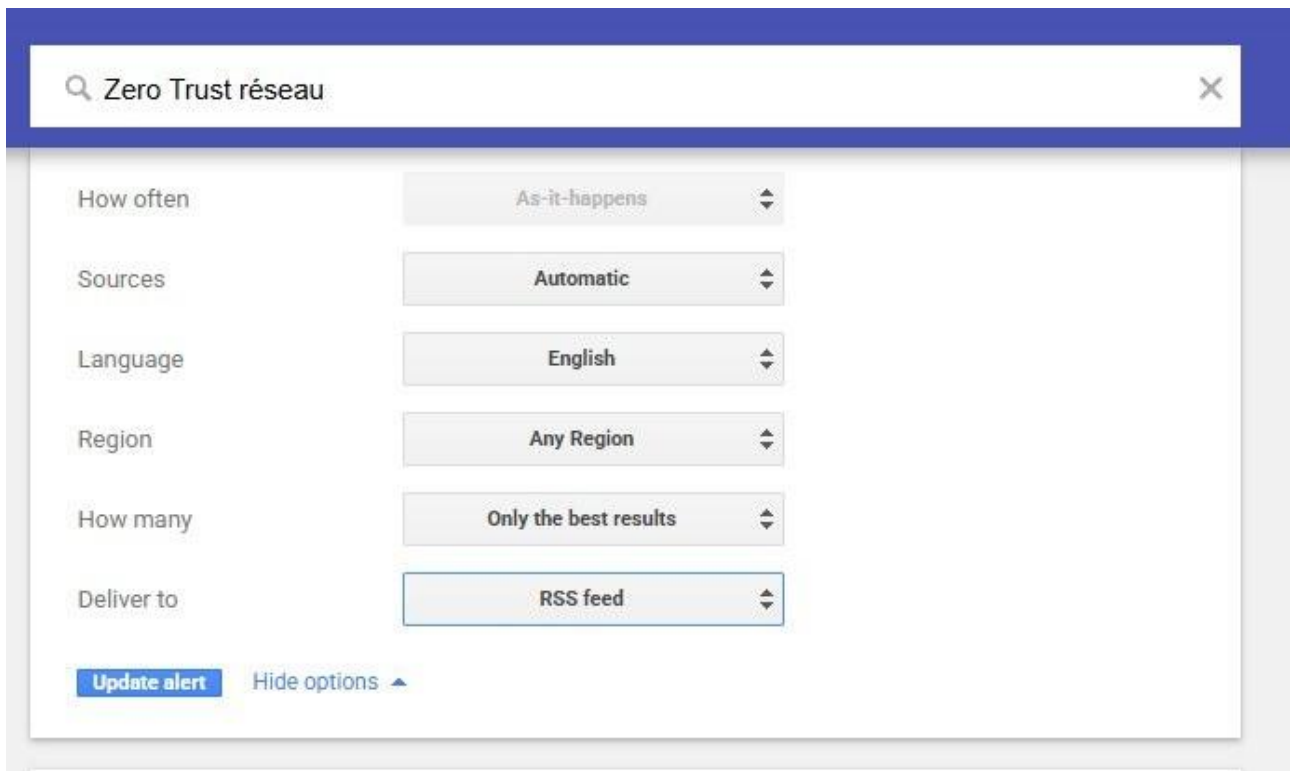 Zero Trust réseau
How often As-it-happens
Sources Automatic
Language English
Region Any Region
How many Only the best results
Deliver to RSS feed
Update alert Hide options